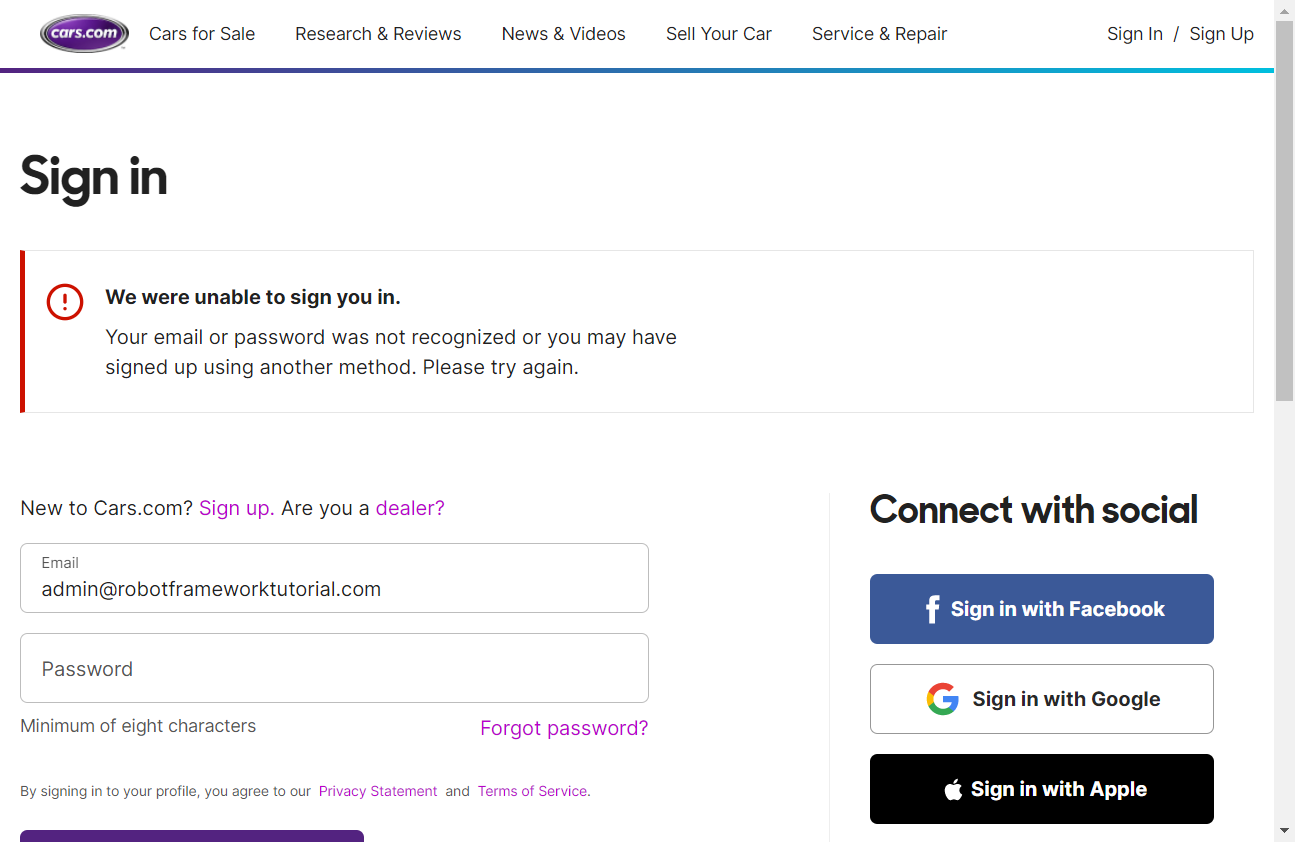 cars.com
Cars for Sale
Research & Reviews
News & Videos
Sell Your Car
Service & Repair
Sign In / Sign Up
Sign in
We were unable to sign you in.
Your email or password was not recognized or you may have
signed up using another method. Please try again.
New to Cars.com? Sign up. Are you a dealer?
Email
admin@robotframeworktutorial.com
Password
Minimum of eight characters
Forgot password?
By signing in to your profile, you agree to our Privacy Statement and Terms of Service.
Connect with social
Sign in with Facebook
Sign in with Google
Sign in with Apple